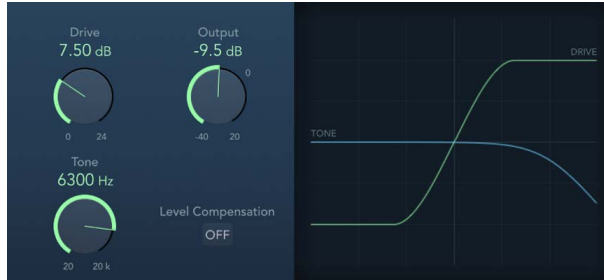 Drive
7.50 dB
0 24
Output
-9.5 dB
0
-40 20
Tone
6300 Hz
20 20 k
Level Compensation
OFF
DRIVE
TONE